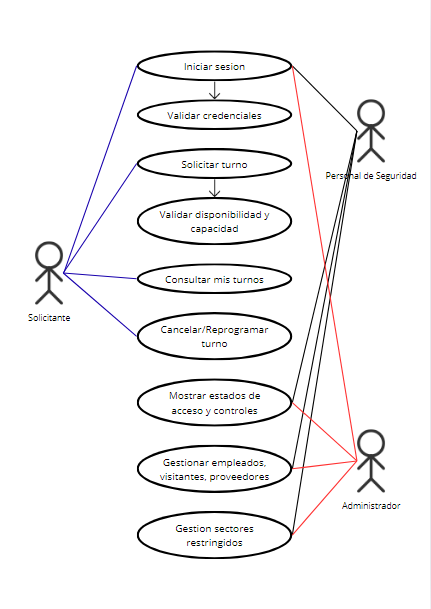 Iniciar sesion
Validar credenciales
Solicitar turno
Personal de Seguridad
Validar disponibilidad y
capacidad
Consultar mis turnos
Solicitante
Cancelar/Reprogramar
turno
Mostrar estados de
acceso y controles
Gestionar empleados,
visitantes, proveedores
Administrador
Gestion sectores
restringidos